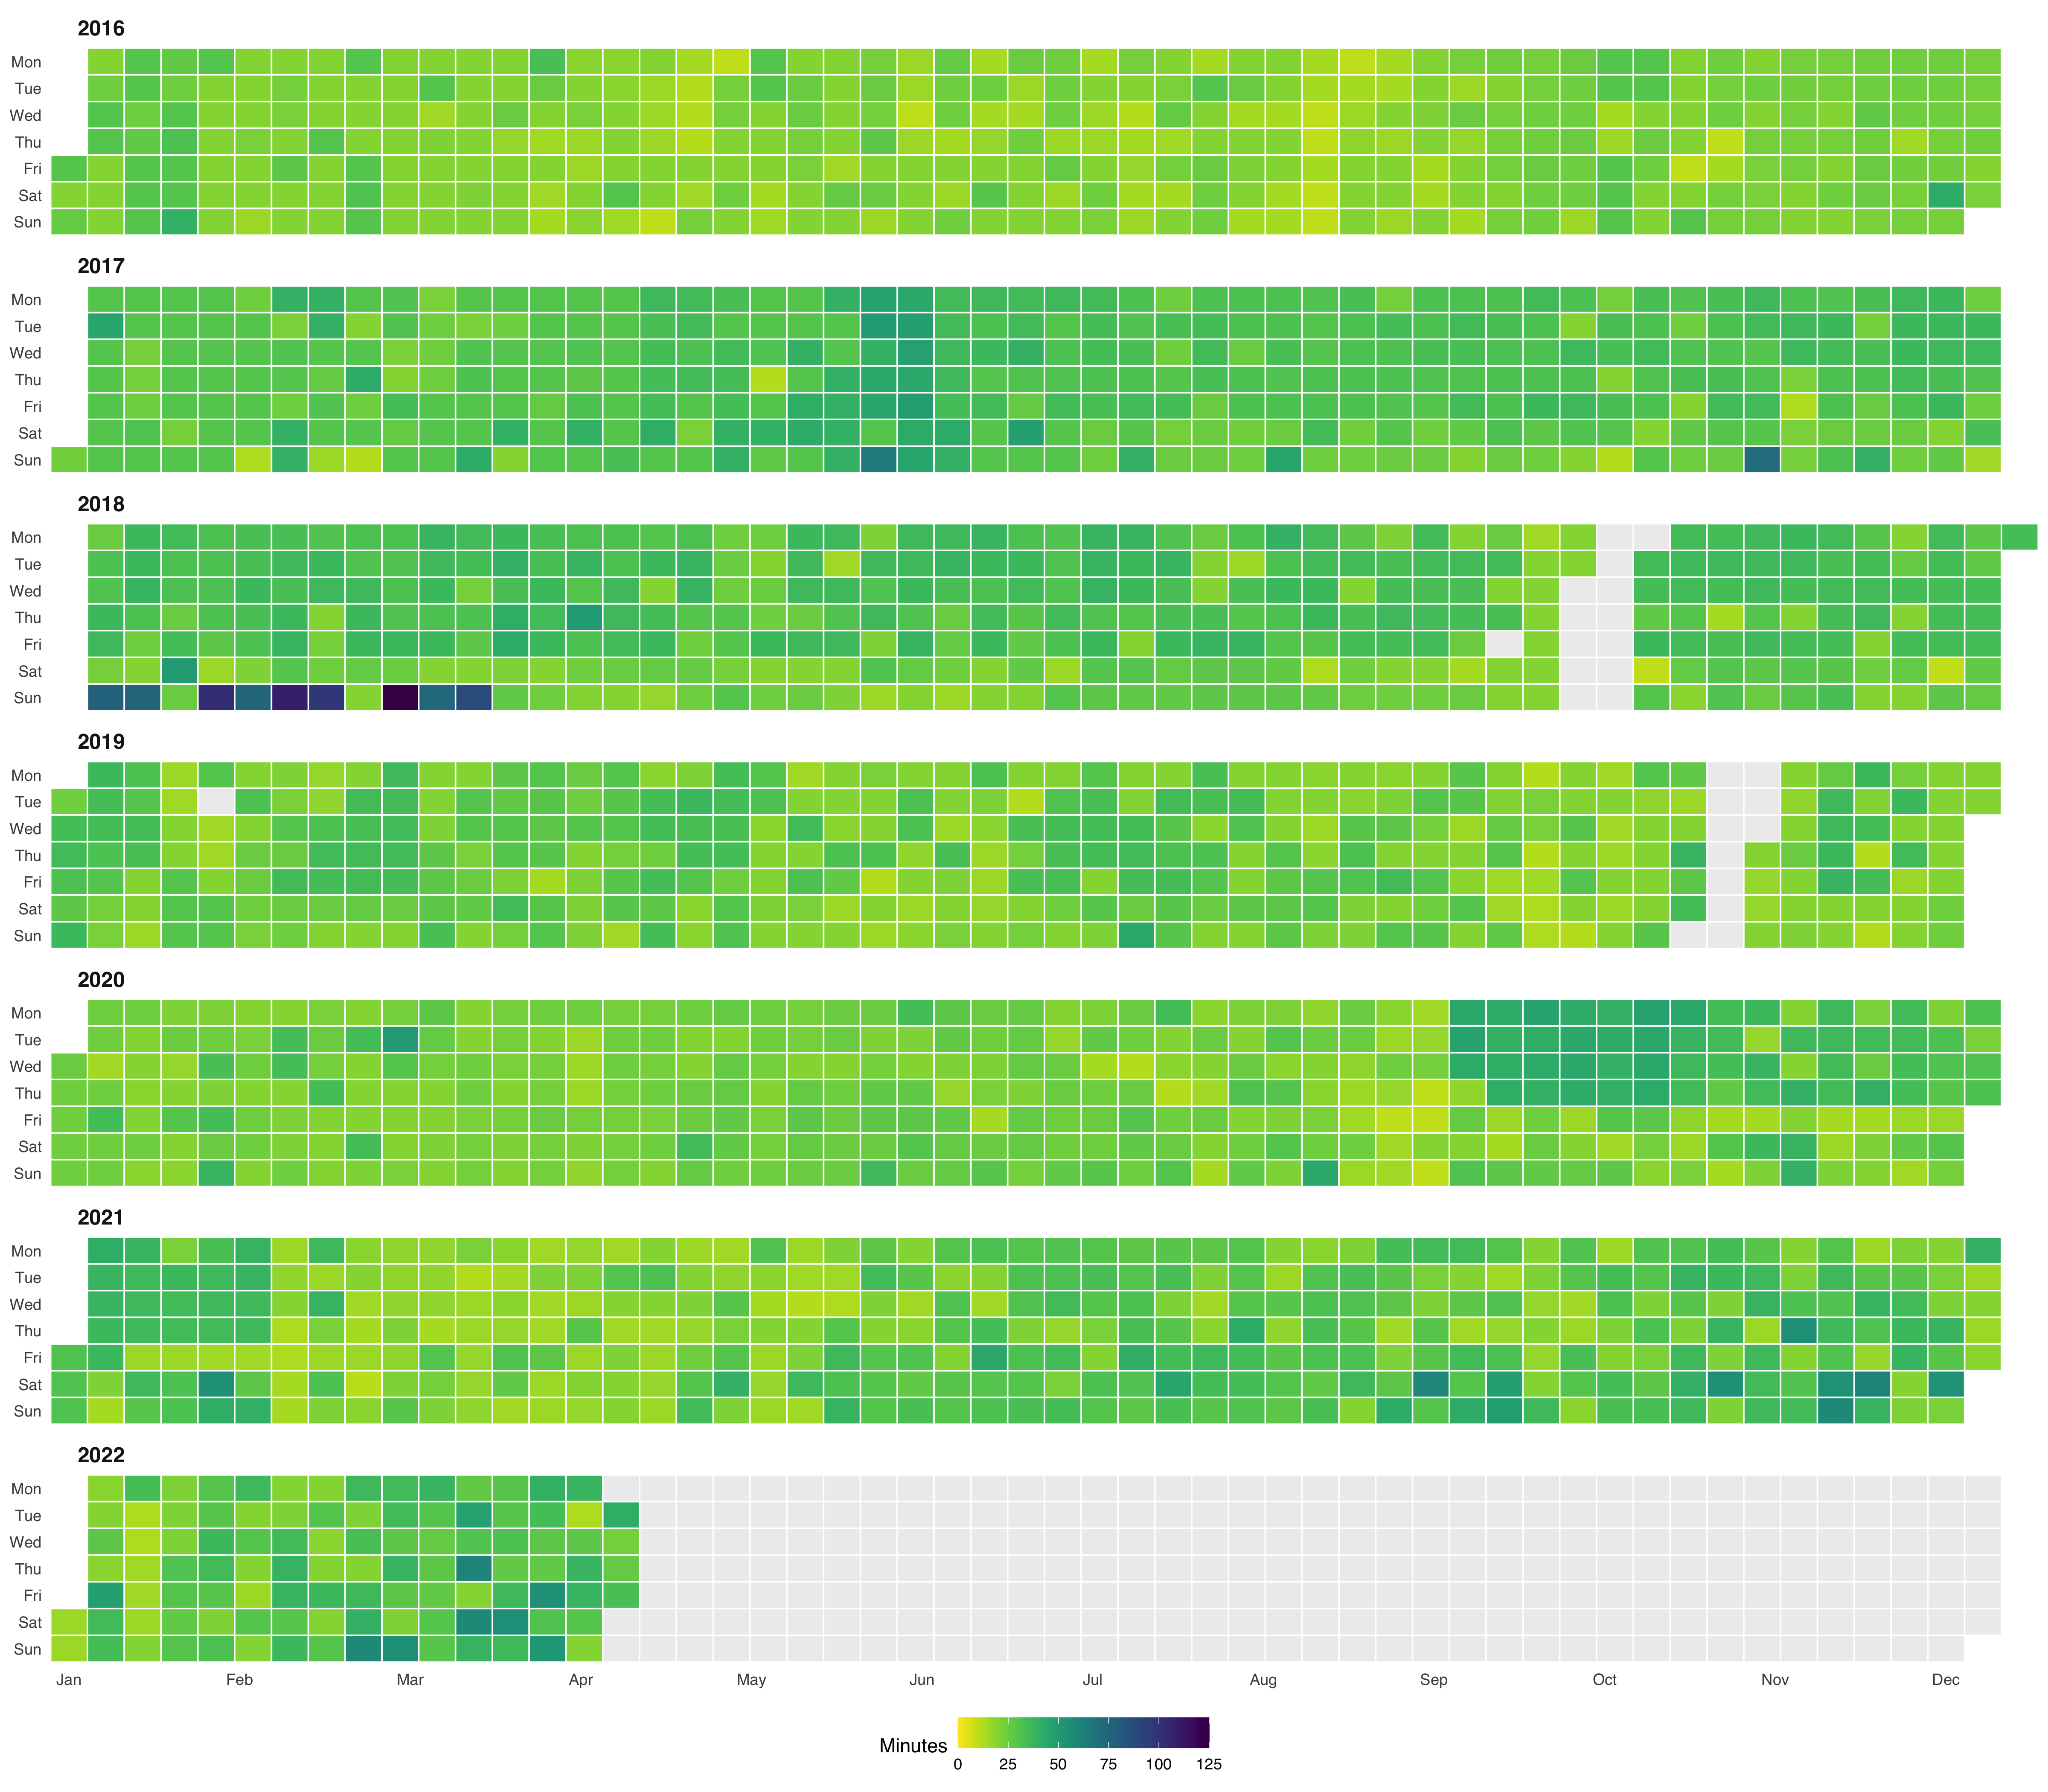 2016
Mon
Tue
Wed
Thu
Fri
Sat
Sun
2017
Mon
Tue
Wed
Thu
Fri
Sat
Sun
2018
Mon
Tue
Wed
Thu
Fri
Sat
Sun
2019
Mon
Tue
Wed
Thu
Fri
Sat
Sun
2020
Mon
Tue
Wed
Thu
Fri
Sat
Sun
2021
Mon
Tue
Wed
Thu
Fri
Sat
Sun
2022
Mon
Tue
Wed
Thu
Fri
Sat
Sun
Jan Feb Mar Apr May Jun Jul Aug Sep Oct Nov Dec
Minutes
0 25 50 75 100 125